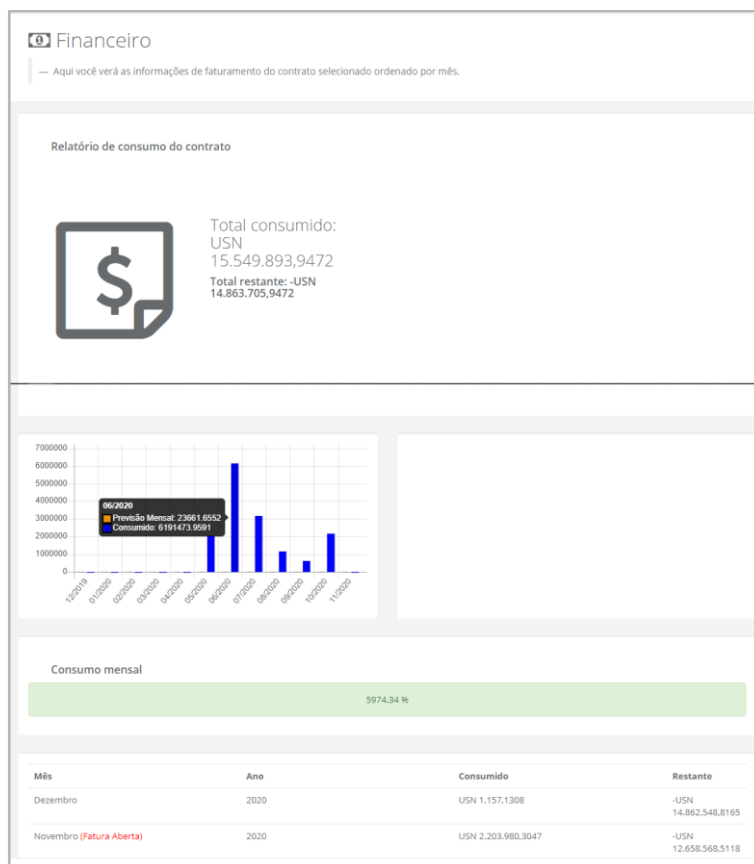 Financeiro
— Aqui você verá as informações de faturamento do contrato selecionado ordenado por mês.
Relatório de consumo do contrato
Total consumido:
USN
15.549.893,9472
Total restante: -USN
14.863.705,9472
7000000
6000000
5000000
4000000
3000000
2000000
1000000
0
06/2020
Previsão Mensal: 23661.6552
Consumido: 6191473.9591
12/2019 01/2020 02/2020 03/2020 04/2020 05/2020 06/2020 07/2020 08/2020 09/2020 10/2020 11/2020
Consumo mensal
5974.34 %
Mês Ano Consumido Restante
Dezembro 2020 USN 1.157,1308 -USN
14.862.548,8165
Novembro (Fatura Aberta) 2020 USN 2.203.980,3047 -USN
12.658.568,5118